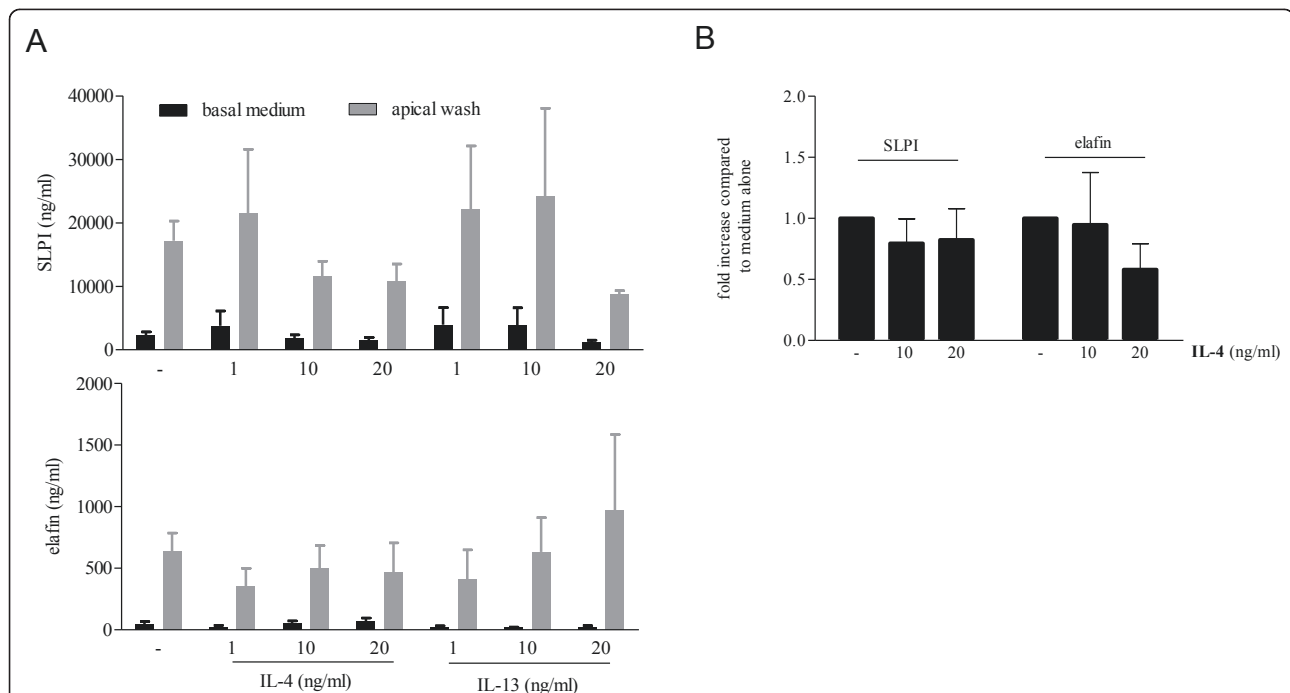 A
basal medium apical wash
SLPI (ng/ml)
40000
30000
20000
10000
0
- 1 10 20 1 10 20
elafin (ng/ml)
2000
1500
1000
500
0
- 1 10 20 1 10 20
IL-4 (ng/ml) IL-13 (ng/ml)
B
fold increase compared
to medium alone
2.0
1.5
1.0
0.5
0.0
SLPI elafin
- 10 20 - 10 20 IL-4 (ng/ml)